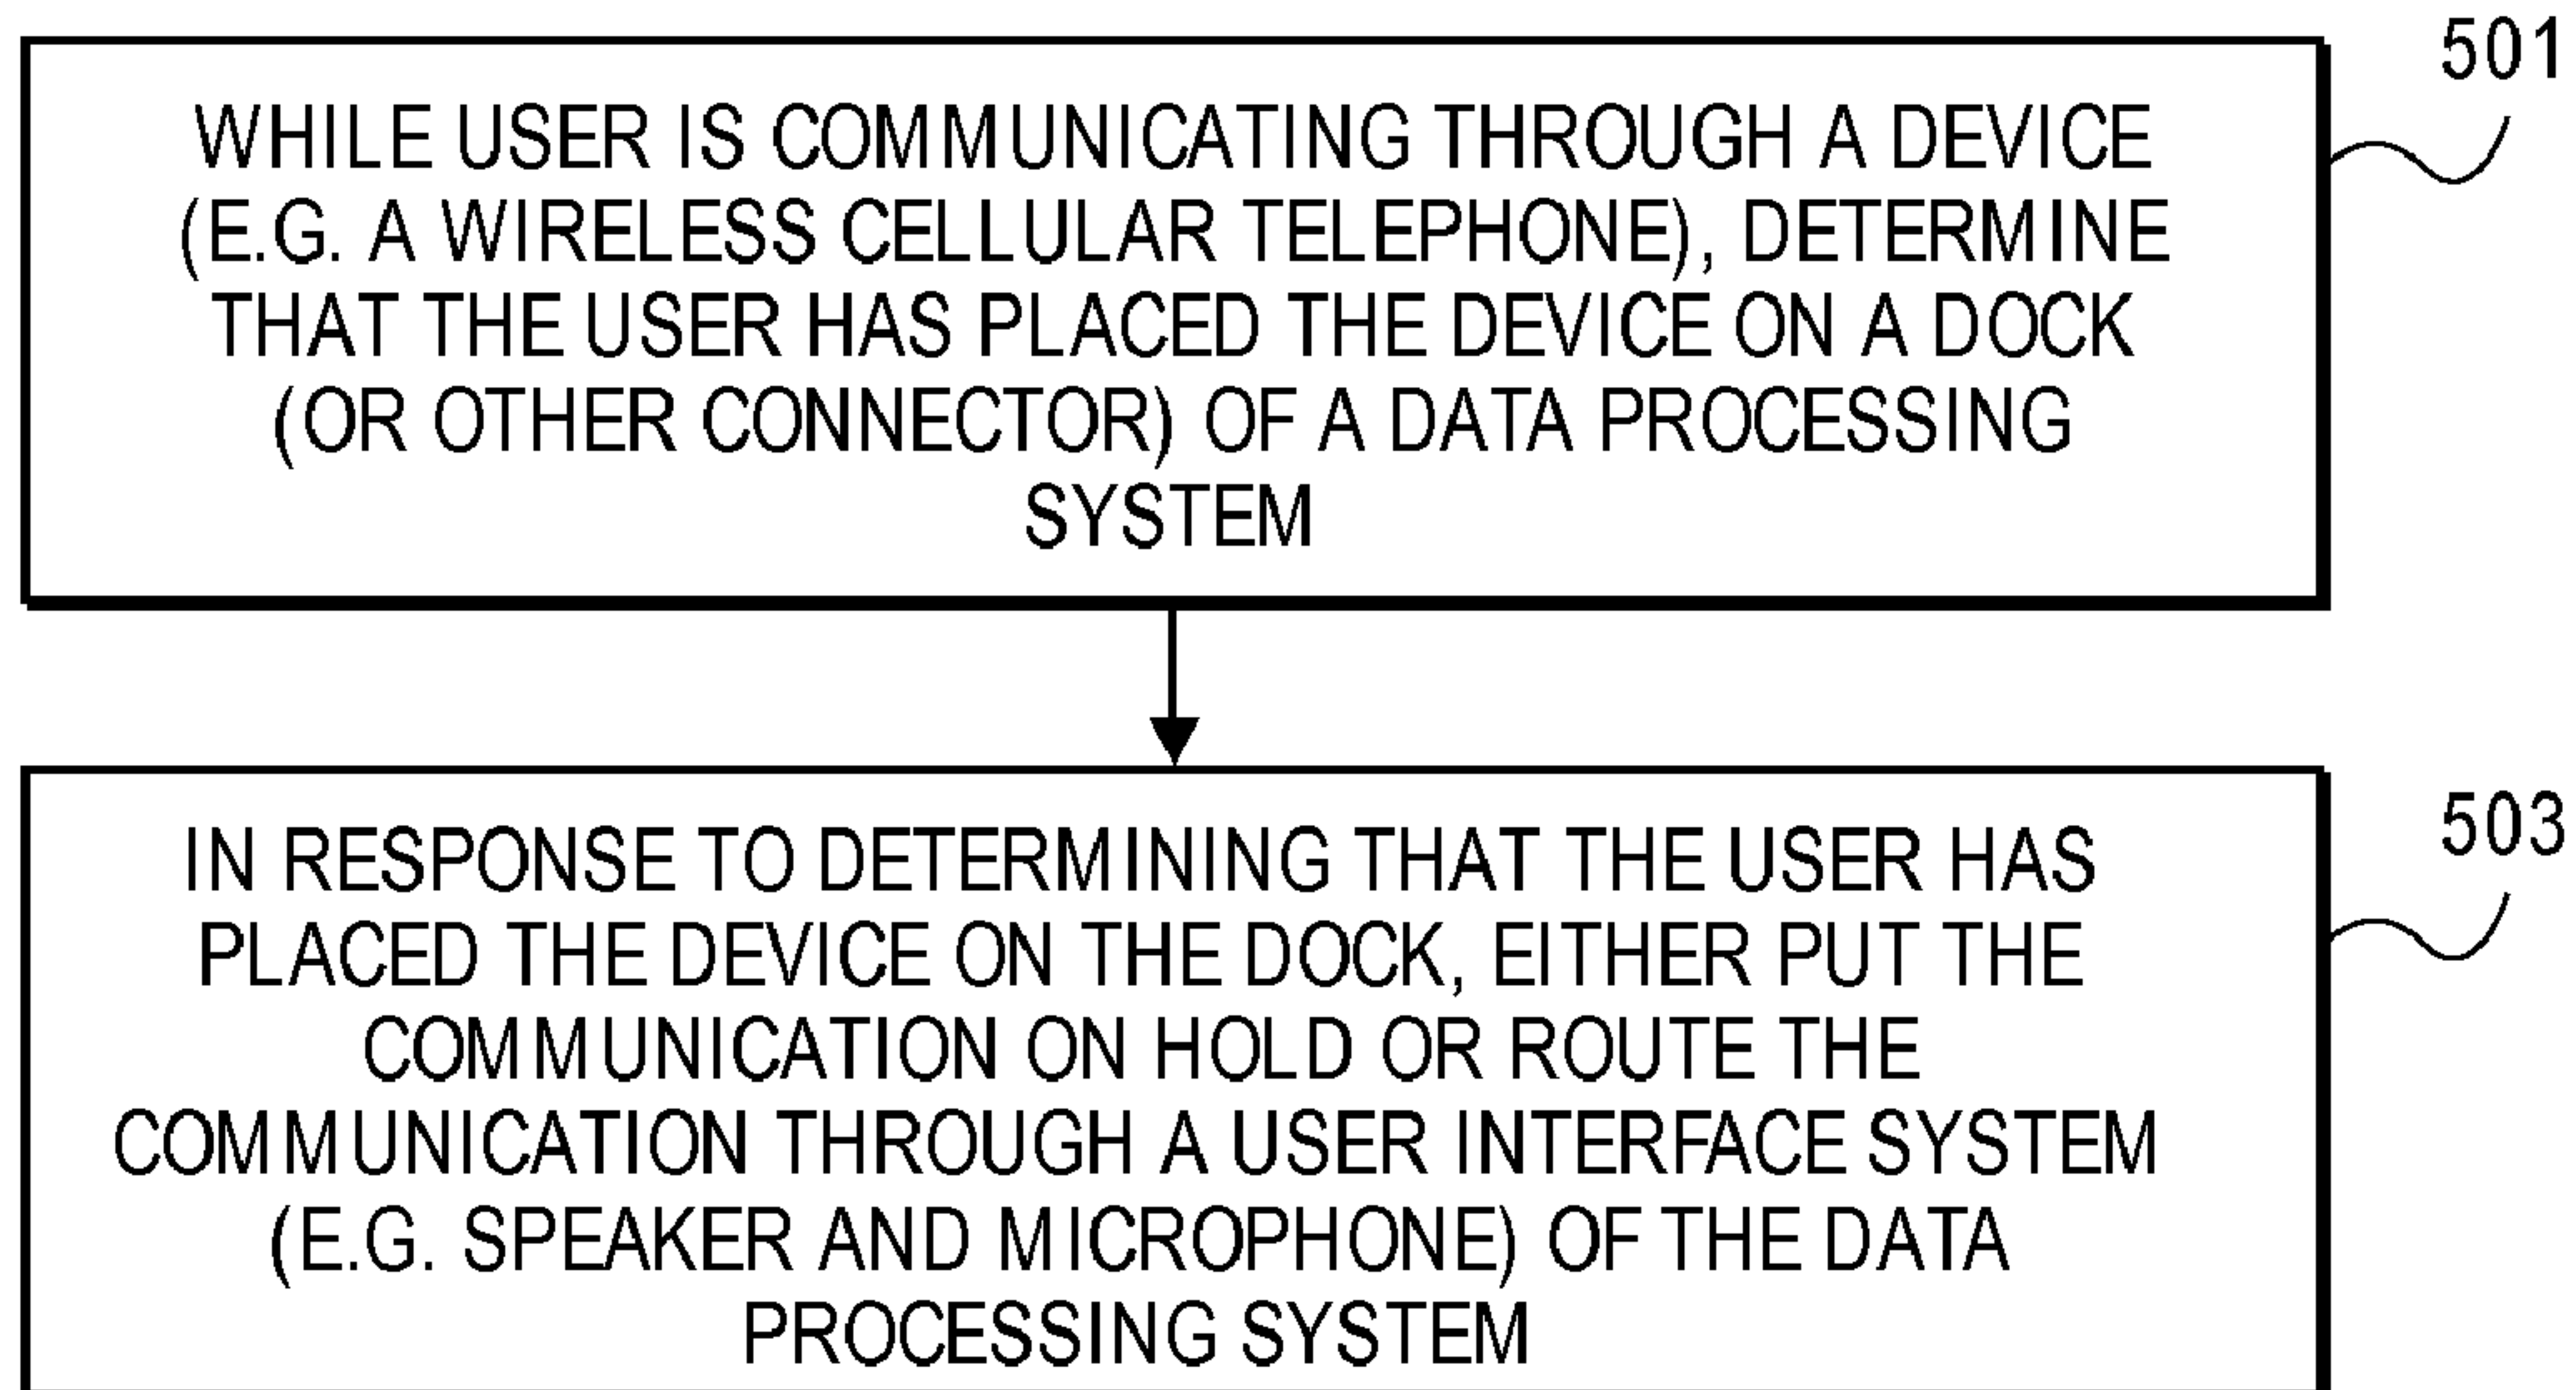 501
WHILE USER IS COMMUNICATING THROUGH A DEVICE
(E.G. A WIRELESS CELLULAR TELEPHONE), DETERMINE
THAT THE USER HAS PLACED THE DEVICE ON A DOCK
(OR OTHER CONNECTOR) OF A DATA PROCESSING
SYSTEM
503
IN RESPONSE TO DETERMINING THAT THE USER HAS
PLACED THE DEVICE ON THE DOCK, EITHER PUT THE
COMMUNICATION ON HOLD OR ROUTE THE
COMMUNICATION THROUGH A USER INTERFACE SYSTEM
(E.G. SPEAKER AND MICROPHONE) OF THE DATA
PROCESSING SYSTEM